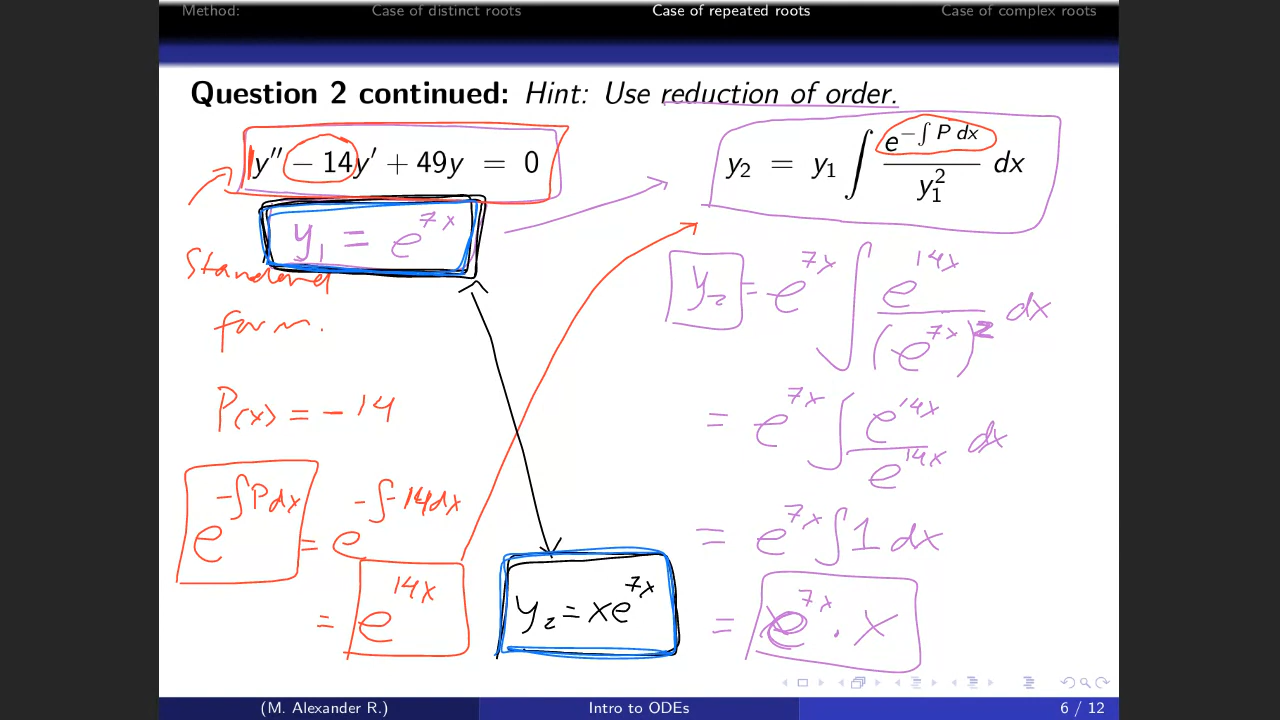 Method: Case of distinct roots Case of repeated roots Case of complex roots
Question 2 continued: Hint: Use reduction of order.
y′′ − 14y′ + 49y = 0
y₁ = e^{7x}
Standard
form.
P(x) = -14
e^{-∫Pdx} = e^{-∫-14dx}
= e^{14x}
y₂ = xe^{7x}
y₂ = y₁ ∫ e^{−∫ P dx} / y₁² dx
y₂ = e^{7x} ∫ e^{14x} / (e^{7x})² dx
= e^{7x} ∫ e^{14x} / e^{14x} dx
= e^{7x} ∫ 1 dx
= e^{7x} · x
(M. Alexander R.) Intro to ODEs 6 / 12